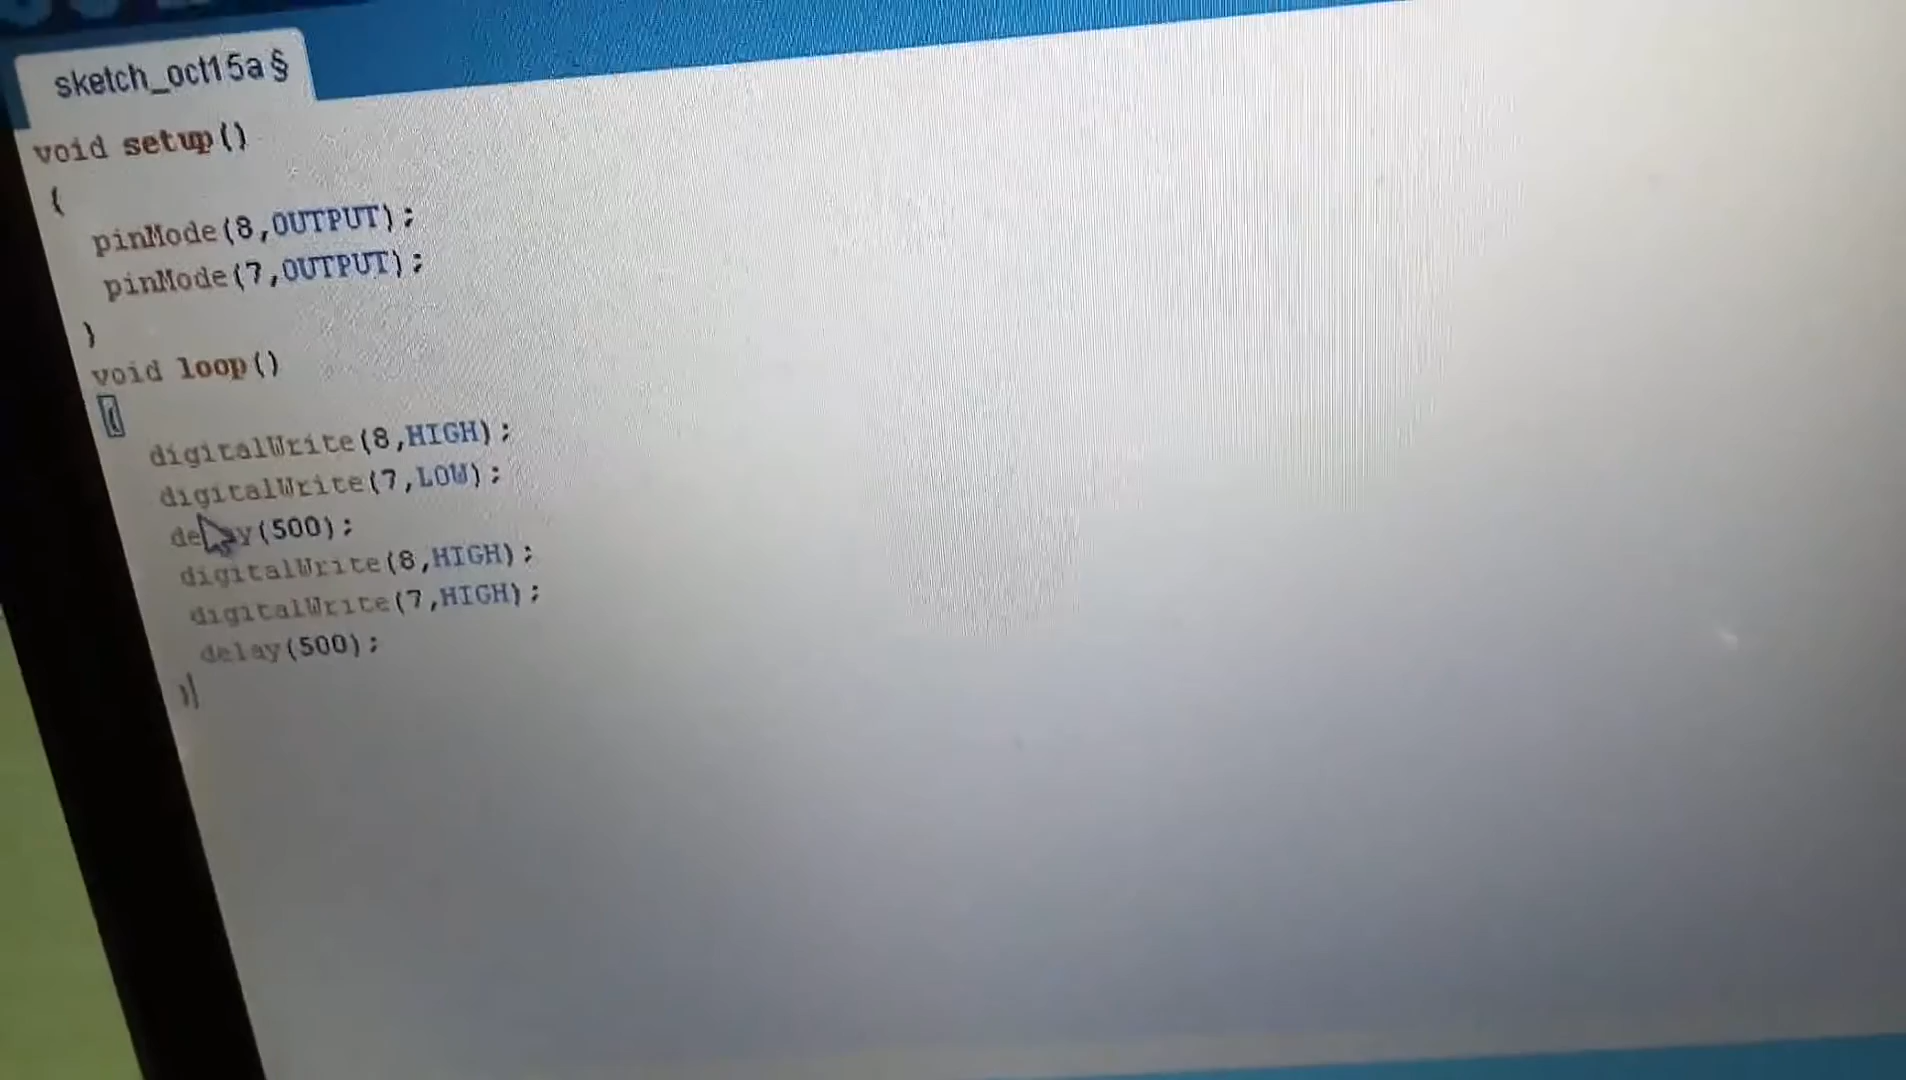 sketch_oct15a §
void setup()
{
pinMode(8,OUTPUT);
pinMode(7,OUTPUT);
}
void loop()
{
digitalWrite(8,HIGH);
digitalWrite(7,LOW);
delay(500);
digitalWrite(8,HIGH);
digitalWrite(7,HIGH);
delay(500);
}